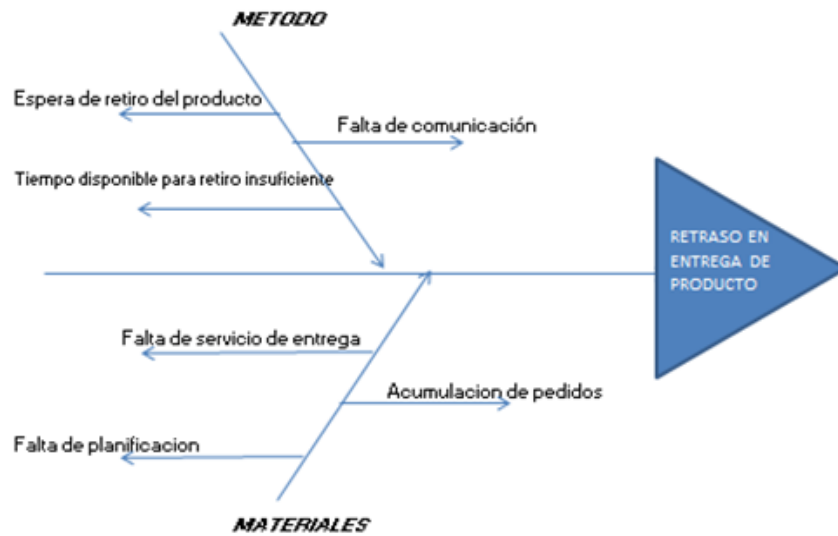 METODO
Espera de retiro del producto
Falta de comunicación
Tiempo disponible para retiro insuficiente
RETRASO EN
ENTREGA DE
PRODUCTO
Falta de servicio de entrega
Acumulacion de pedidos
Falta de planificacion
MATERIALES